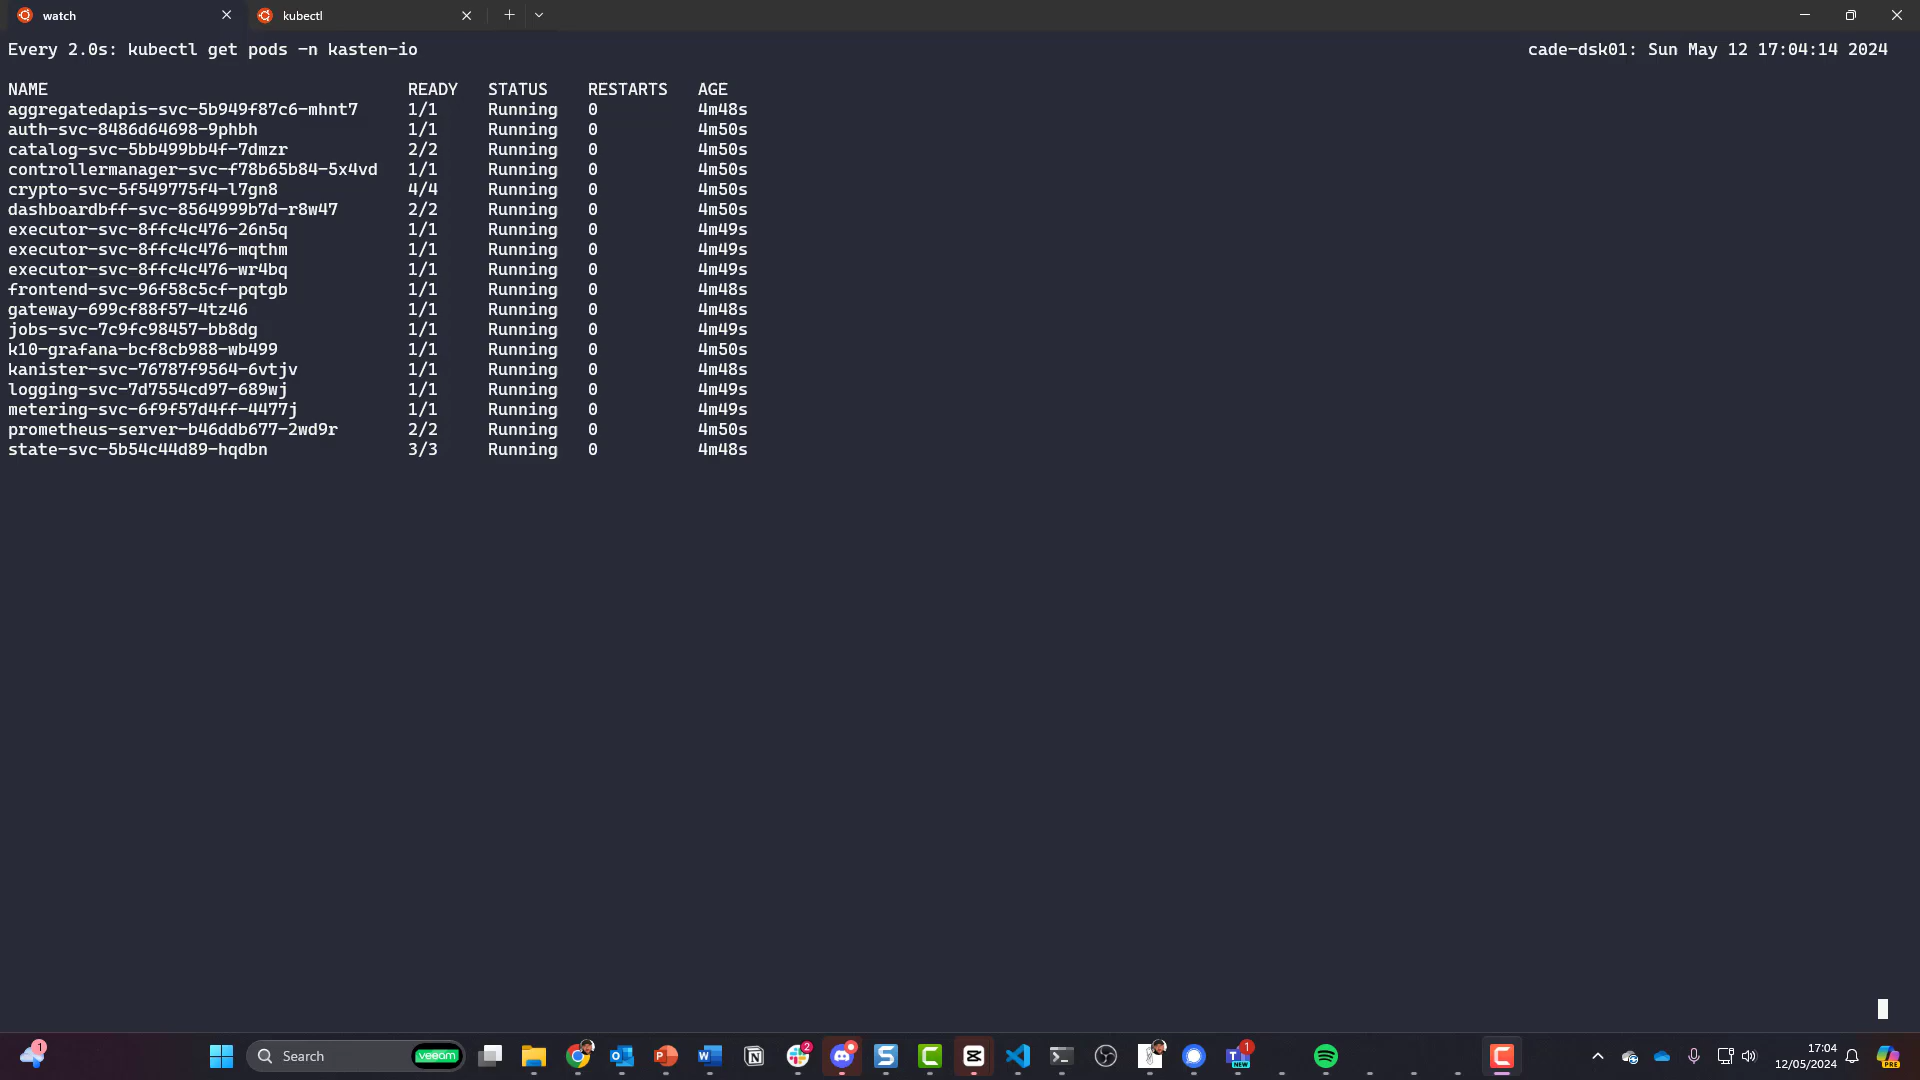 watch
kubectl
Every 2.0s: kubectl get pods -n kasten-io cade-dsk01: Sun May 12 17:04:14 2024
NAME READY STATUS RESTARTS AGE
aggregatedapis-svc-5b949f87c6-mhnt7 1/1 Running 0 4m48s
auth-svc-8486d64698-9phbh 1/1 Running 0 4m50s
catalog-svc-5bb499bb4f-7dmzr 2/2 Running 0 4m50s
controllermanager-svc-f78b65b84-5x4vd 1/1 Running 0 4m50s
crypto-svc-5f549775f4-l7gn8 4/4 Running 0 4m50s
dashboardbff-svc-8564999b7d-r8w47 2/2 Running 0 4m50s
executor-svc-8ffc4c476-26n5q 1/1 Running 0 4m49s
executor-svc-8ffc4c476-mqthm 1/1 Running 0 4m49s
executor-svc-8ffc4c476-wr4bq 1/1 Running 0 4m49s
frontend-svc-96f58c5cf-pqtgb 1/1 Running 0 4m48s
gateway-699cf88f57-4tz46 1/1 Running 0 4m48s
jobs-svc-7c9fc98457-bb8dg 1/1 Running 0 4m49s
k10-grafana-bcf8cb988-wb499 1/1 Running 0 4m50s
kanister-svc-76787f9564-6vtjv 1/1 Running 0 4m48s
logging-svc-7d7554cd97-689wj 1/1 Running 0 4m49s
metering-svc-6f9f57d4ff-4477j 1/1 Running 0 4m49s
prometheus-server-b46ddb677-2wd9r 2/2 Running 0 4m50s
state-svc-5b54c44d89-hqdbn 3/3 Running 0 4m48s
1
Search
veeam
2
1
NEW
17:04
12/05/2024
PRE